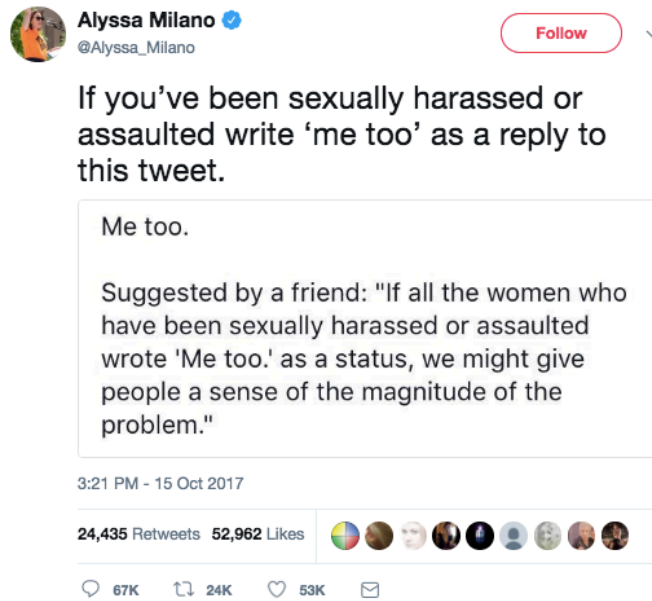 Alyssa Milano
@Alyssa_Milano
Follow
If you’ve been sexually harassed or
assaulted write ‘me too’ as a reply to
this tweet.
Me too.
Suggested by a friend: "If all the women who
have been sexually harassed or assaulted
wrote 'Me too.' as a status, we might give
people a sense of the magnitude of the
problem."
3:21 PM - 15 Oct 2017
24,435 Retweets 52,962 Likes
67K 24K 53K